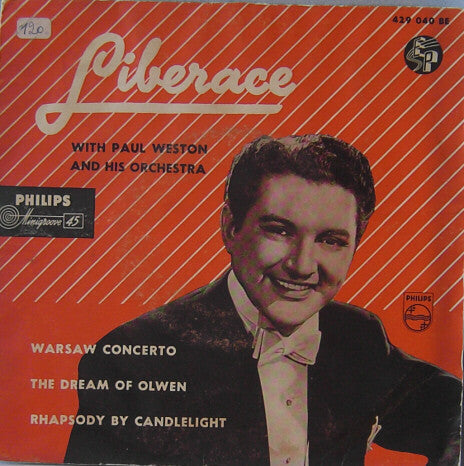 120
429 040 BE
EP
Liberace
WITH PAUL WESTON
AND HIS ORCHESTRA
PHILIPS
Minigroove 45
PHILIPS
WARSAW CONCERTO
THE DREAM OF OLWEN
RHAPSODY BY CANDLELIGHT